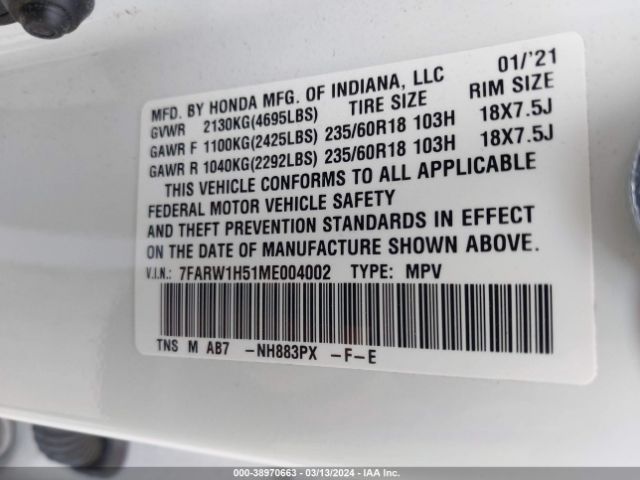 MFD. BY HONDA MFG. OF INDIANA, LLC 01/'21
GVWR 2130KG(4695LBS) TIRE SIZE RIM SIZE
GAWR F 1100KG(2425LBS) 235/60R18 103H 18X7.5J
GAWR R 1040KG(2292LBS) 235/60R18 103H 18X7.5J
THIS VEHICLE CONFORMS TO ALL APPLICABLE
FEDERAL MOTOR VEHICLE SAFETY
AND THEFT PREVENTION STANDARDS IN EFFECT
ON THE DATE OF MANUFACTURE SHOWN ABOVE.
V.I.N.: 7FARW1H51ME004002 TYPE: MPV
TNS M AB7 -NH883PX -F-E
000-38970663 - 03/13/2024 - IAA Inc.